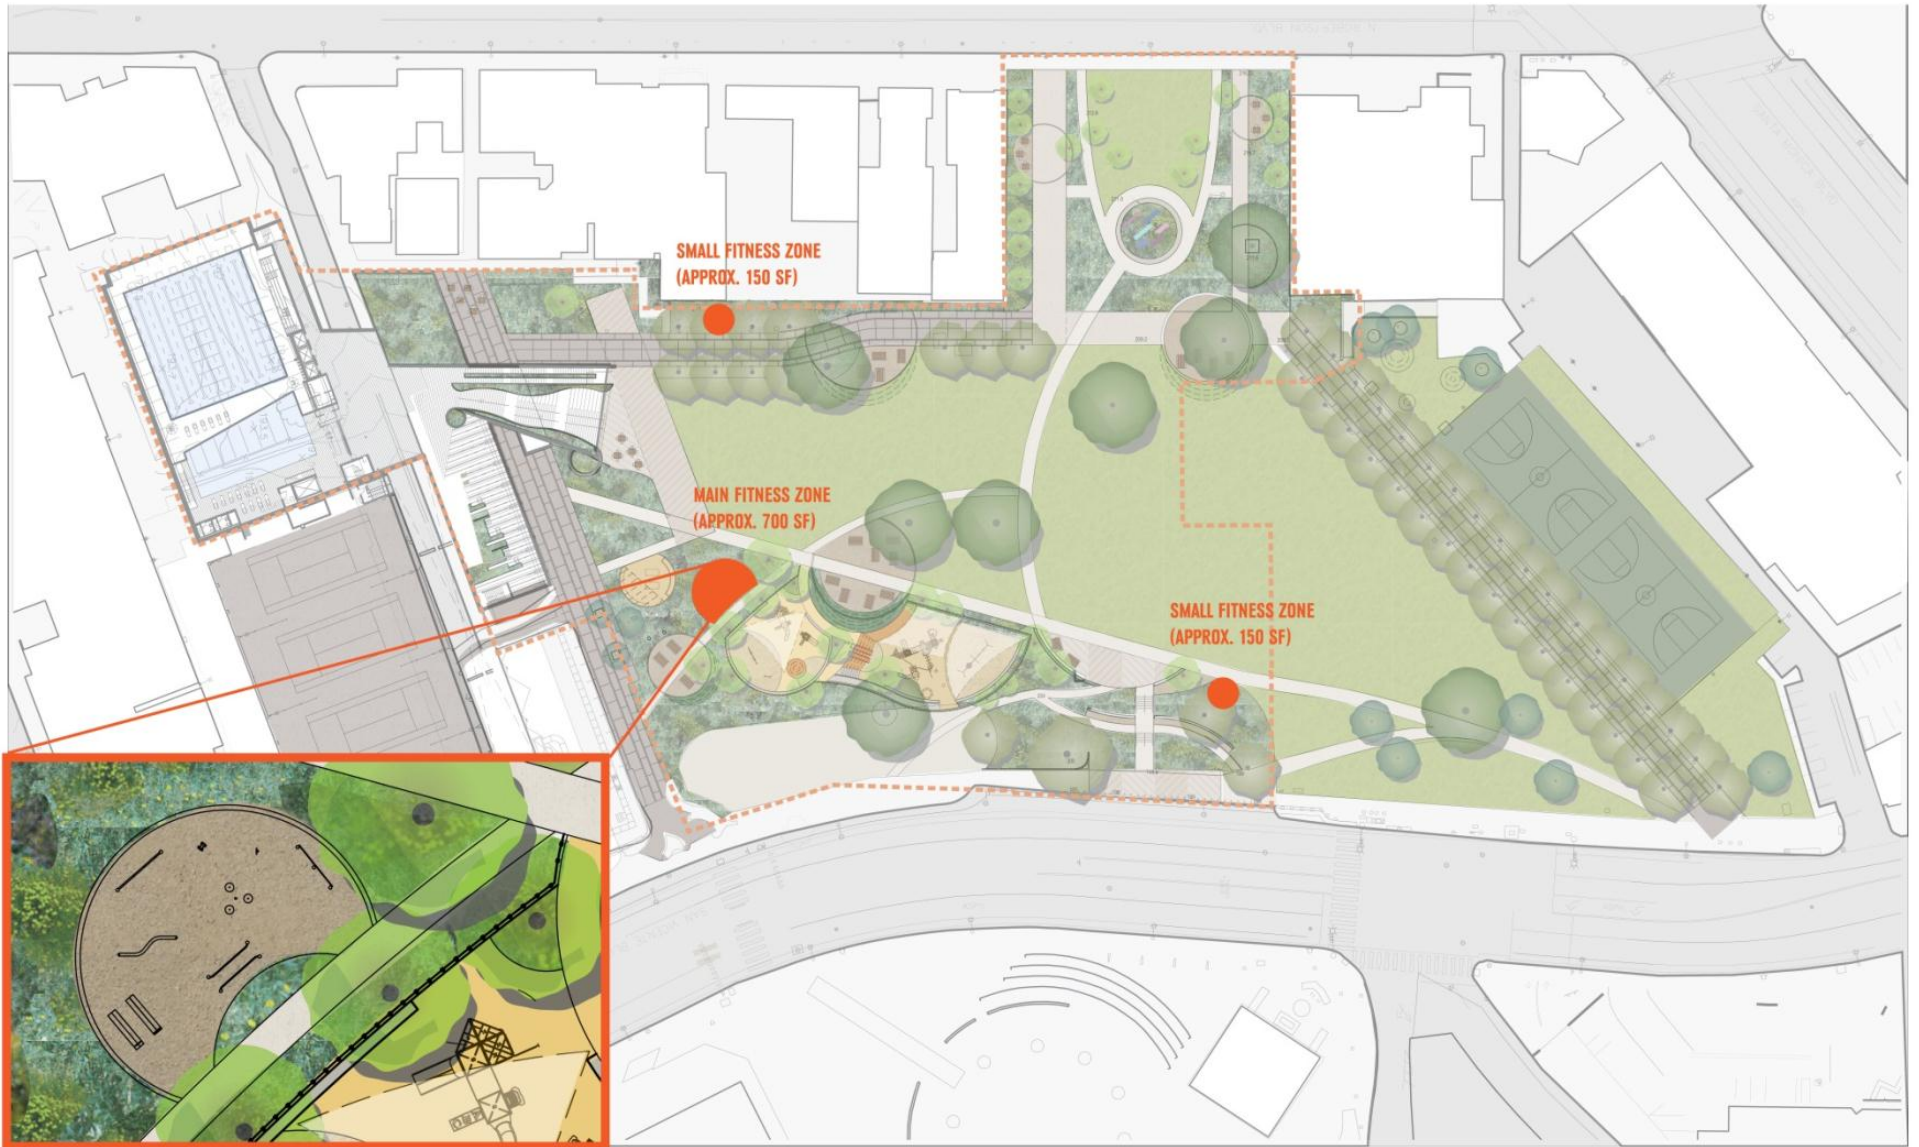 SMALL FITNESS ZONE
(APPROX. 150 SF)
MAIN FITNESS ZONE
(APPROX. 700 SF)
SMALL FITNESS ZONE
(APPROX. 150 SF)